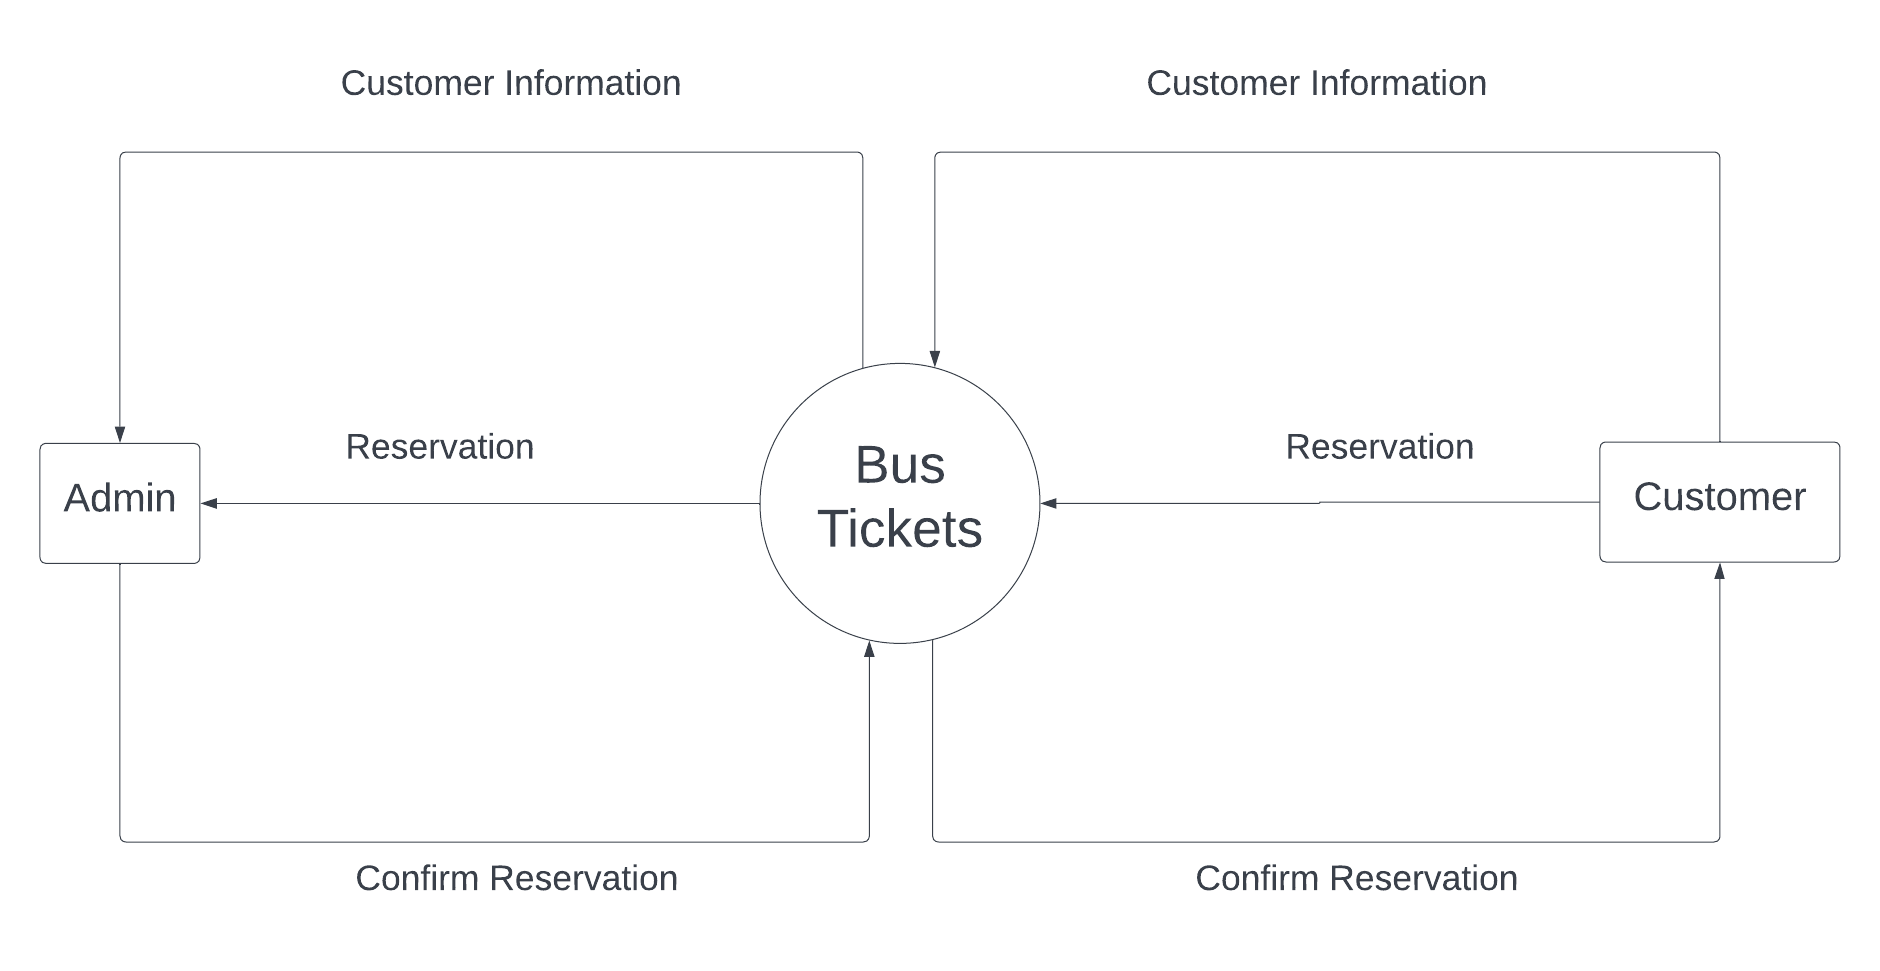 Customer Information
Customer Information
Reservation
Reservation
Admin
Bus
Tickets
Customer
Confirm Reservation
Confirm Reservation